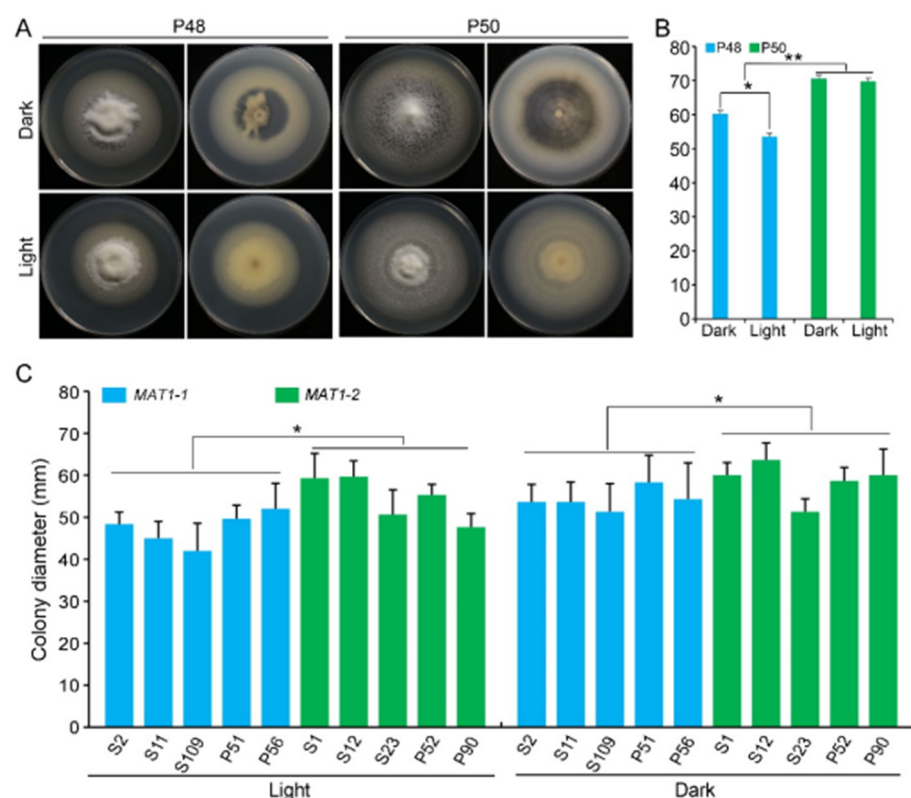 A
P48
P50
Dark
Light
B
P48 P50
**
*
80
70
60
50
40
30
20
10
0
Dark Light Dark Light
C
MAT1-1 MAT1-2
*
*
Colony diameter (mm)
80
70
60
50
40
30
20
10
0
S2 S11 S109 P51 P56 S1 S12 S23 P52 P90 S2 S11 S109 P51 P56 S1 S12 S23 P52 P90
Light Dark